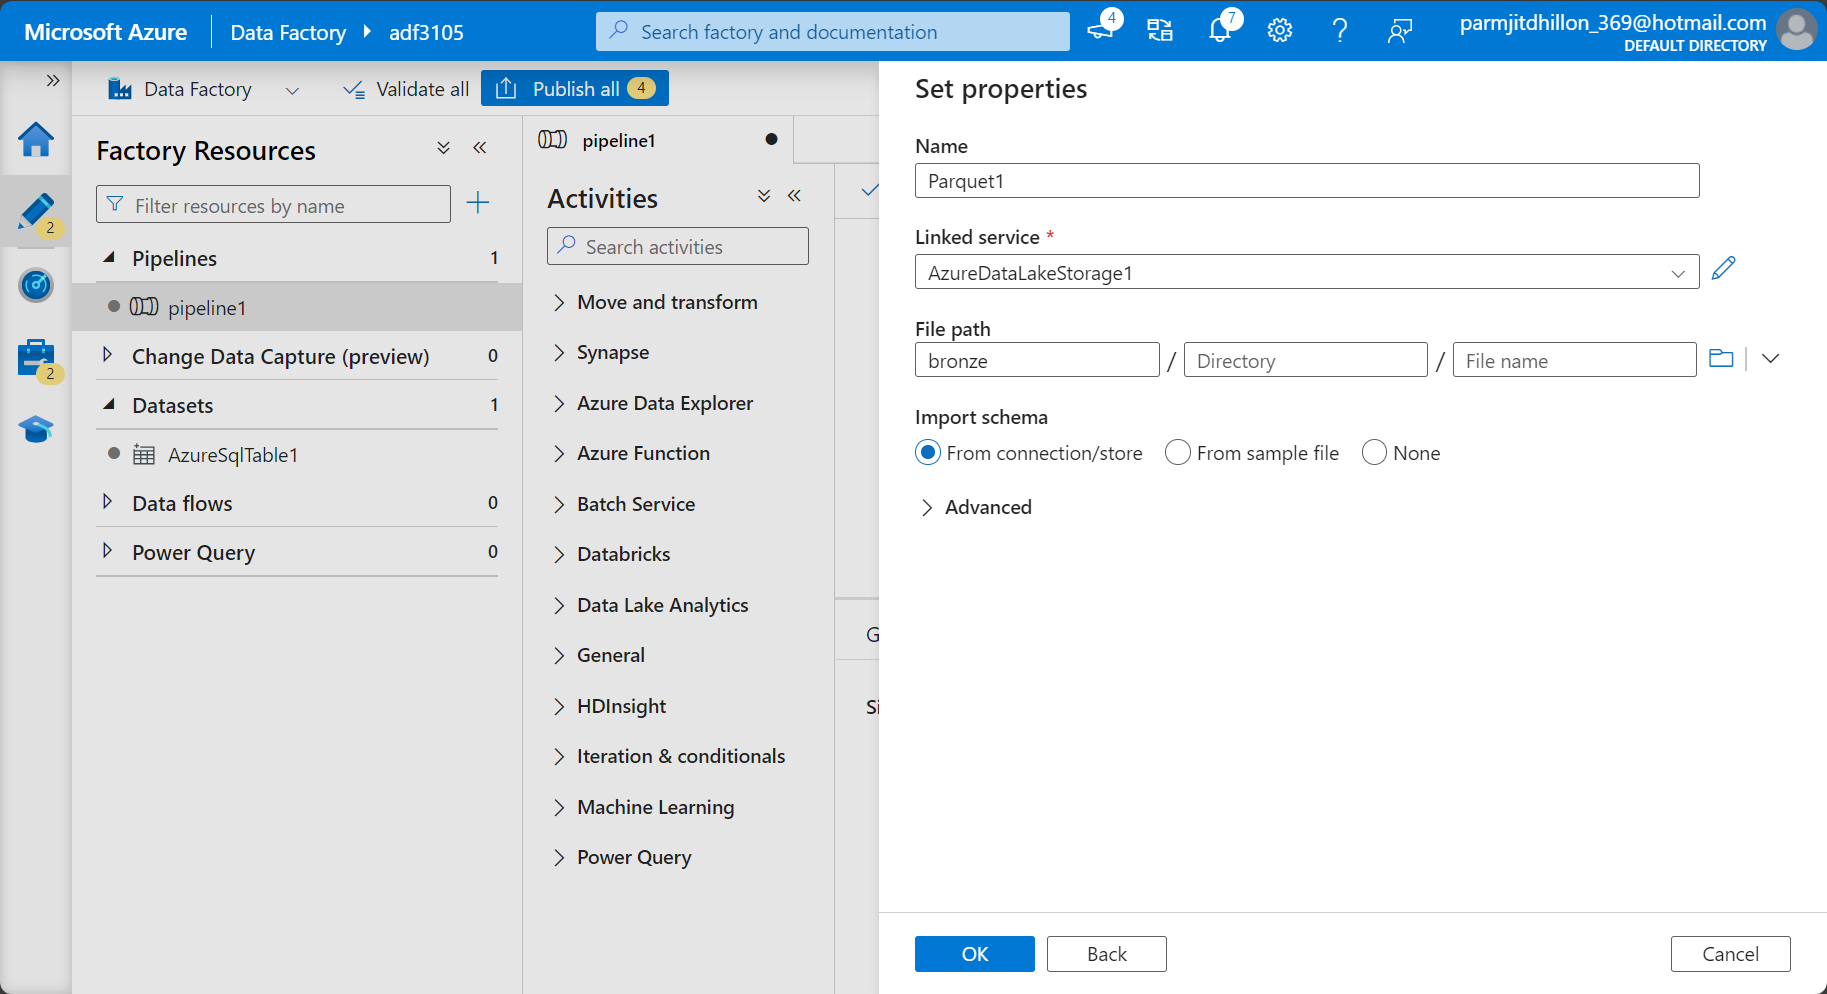 Microsoft Azure
Data Factory
adf3105
Search factory and documentation
4
7
parmjitdhillon_369@hotmail.com
DEFAULT DIRECTORY
Data Factory
Validate all
Publish all 4
2
2
Factory Resources
Filter resources by name
Pipelines 1
pipeline1
Change Data Capture (preview) 0
Datasets 1
AzureSqlTable1
Data flows 0
Power Query 0
pipeline1
Activities
Search activities
Move and transform
Synapse
Azure Data Explorer
Azure Function
Batch Service
Databricks
Data Lake Analytics
General
HDInsight
Iteration & conditionals
Machine Learning
Power Query
Set properties
Name
Parquet1
Linked service *
AzureDataLakeStorage1
File path
bronze / Directory / File name
Import schema
From connection/store From sample file None
Advanced
OK Back Cancel